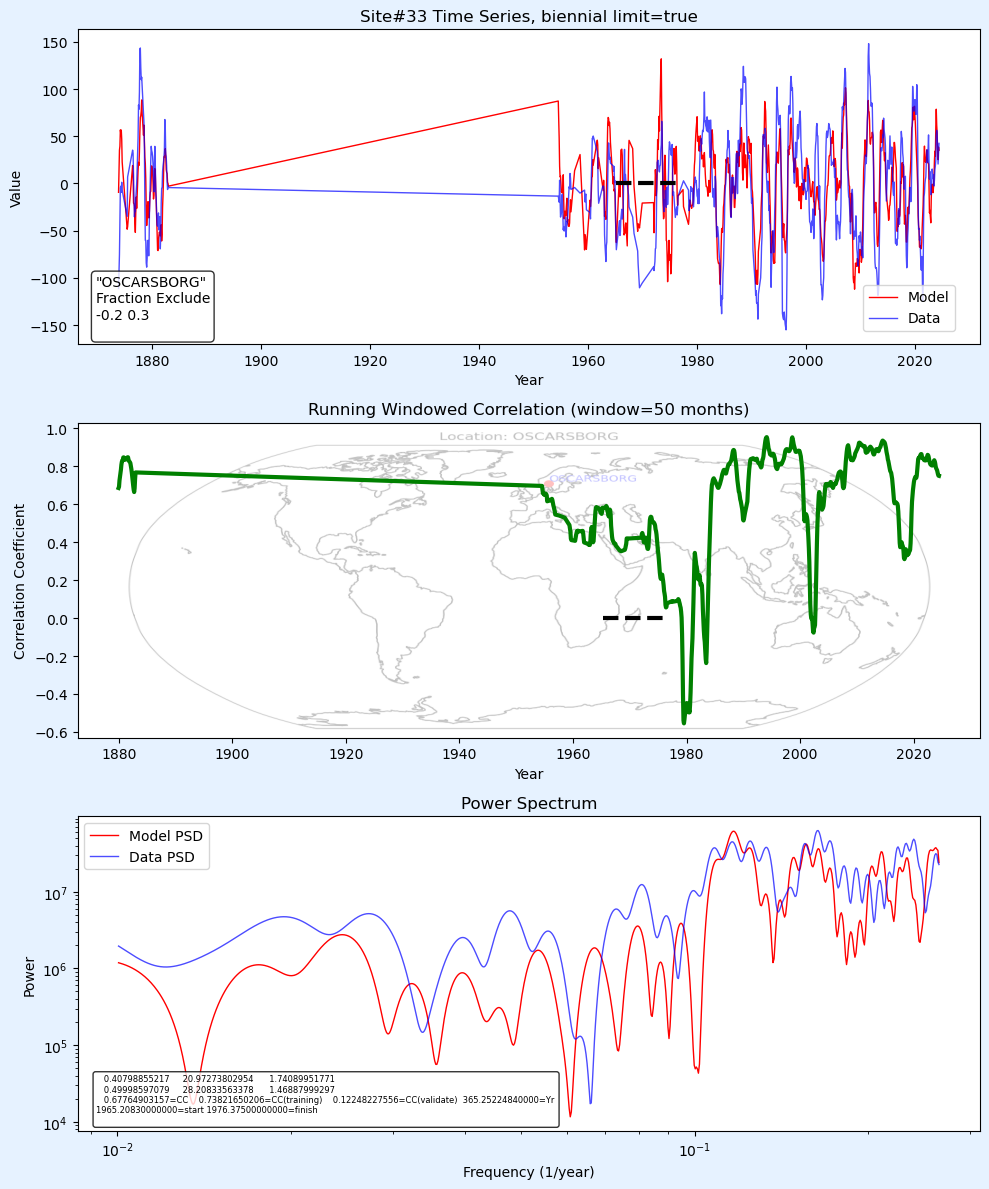 Site#33 Time Series, biennial limit=true
Value
150
100
50
0
−50
−100
−150
"OSCARSBORG"
Fraction Exclude
-0.2 0.3
Model
Data
1880 1900 1920 1940 1960 1980 2000 2020
Year
Running Windowed Correlation (window=50 months)
Location: OSCARSBORG
OSCARSBORG
Correlation Coefficient
1.0
0.8
0.6
0.4
0.2
0.0
−0.2
−0.4
−0.6
1880 1900 1920 1940 1960 1980 2000 2020
Year
Power Spectrum
Model PSD
Data PSD
Power
10⁷
10⁶
10⁵
10⁴
0.40798855217 20.97273802954 1.74089951771
0.49998597079 28.20833563378 1.46887999297
0.67764903157=CC 0.73821650206=CC(training) 0.12248227556=CC(validate) 365.25224840000=Yr
1965.20830000000=start 1976.37500000000=finish
10⁻² 10⁻¹
Frequency (1/year)